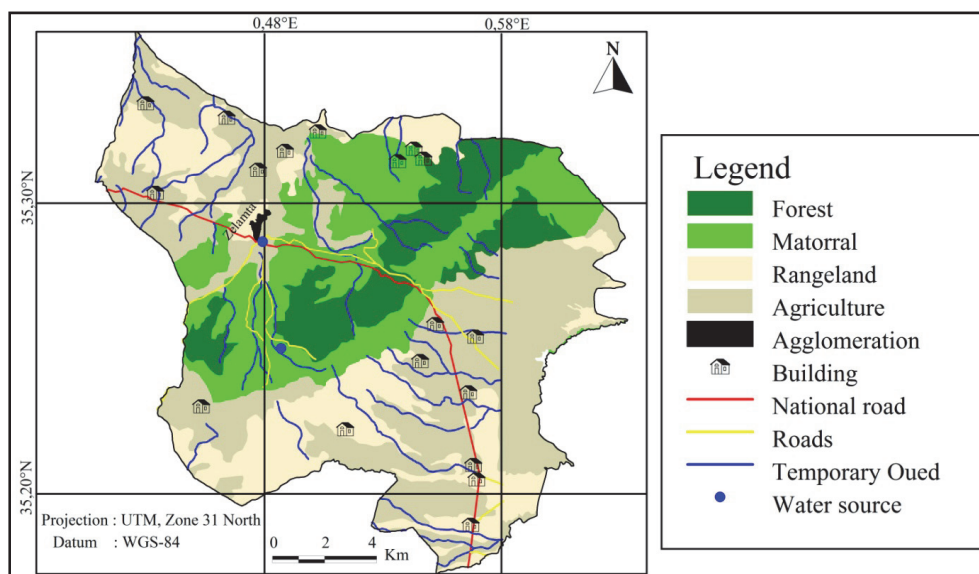 0,48°E
0,58°E
N
35,30°N
Zelamta
35,20°N
Projection : UTM, Zone 31 North
Datum : WGS-84
0 2 4
Km
Legend
Forest
Matorral
Rangeland
Agriculture
Agglomeration
Building
National road
Roads
Temporary Oued
Water source